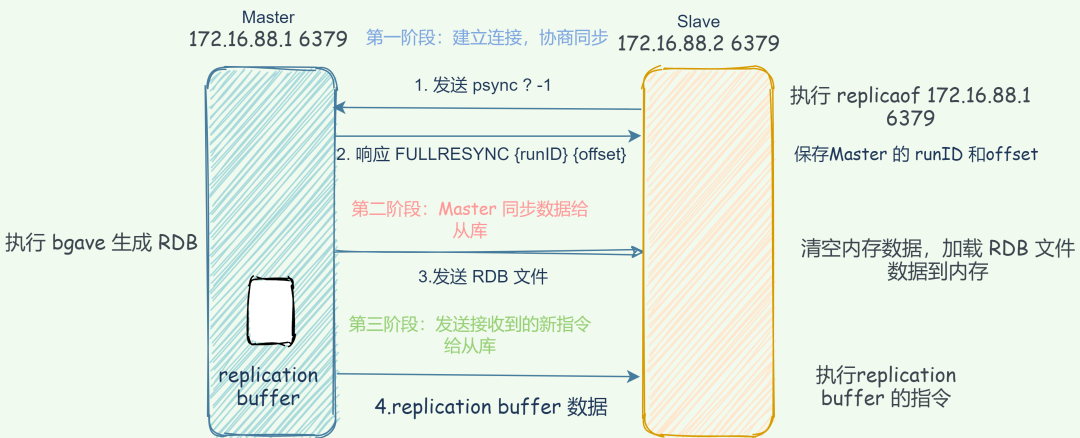 Master
172.16.88.1 6379
第一阶段：建立连接，协商同步
Slave
172.16.88.2 6379
1. 发送 psync ? -1
执行 replicaof 172.16.88.1
6379
2. 响应 FULLRESYNC {runID} {offset}
保存Master 的 runID 和offset
第二阶段：Master 同步数据给
从库
执行 bgave 生成 RDB
3.发送 RDB 文件
清空内存数据，加载 RDB 文件
数据到内存
第三阶段：发送接收到的新指令
给从库
replication
buffer
4.replication buffer 数据
执行replication
buffer 的指令